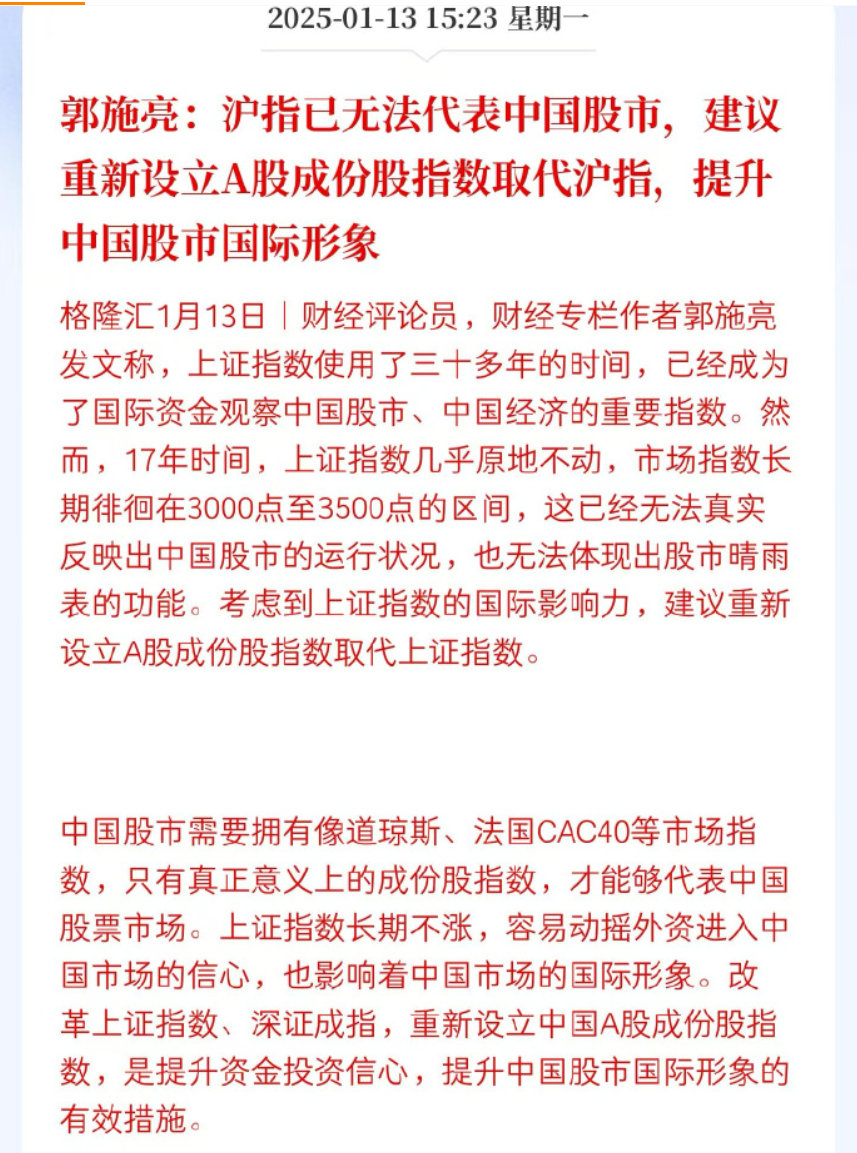 2025-01-13 15:23 星期一
郭施亮：沪指已无法代表中国股市，建议
重新设立A股成份股指数取代沪指，提升
中国股市国际形象
格隆汇1月13日｜财经评论员，财经专栏作者郭施亮
发文称，上证指数使用了三十多年的时间，已经成为
了国际资金观察中国股市、中国经济的重要指数。然
而，17年时间，上证指数几乎原地不动，市场指数长
期徘徊在3000点至3500点的区间，这已经无法真实
反映出中国股市的运行状况，也无法体现出股市晴雨
表的功能。考虑到上证指数的国际影响力，建议重新
设立A股成份股指数取代上证指数。
中国股市需要拥有像道琼斯、法国CAC40等市场指
数，只有真正意义上的成份股指数，才能够代表中国
股票市场。上证指数长期不涨，容易动摇外资进入中
国市场的信心，也影响着中国市场的国际形象。改
革上证指数、深证成指，重新设立中国A股成份股指
数，是提升资金投资信心，提升中国股市国际形象的
有效措施。